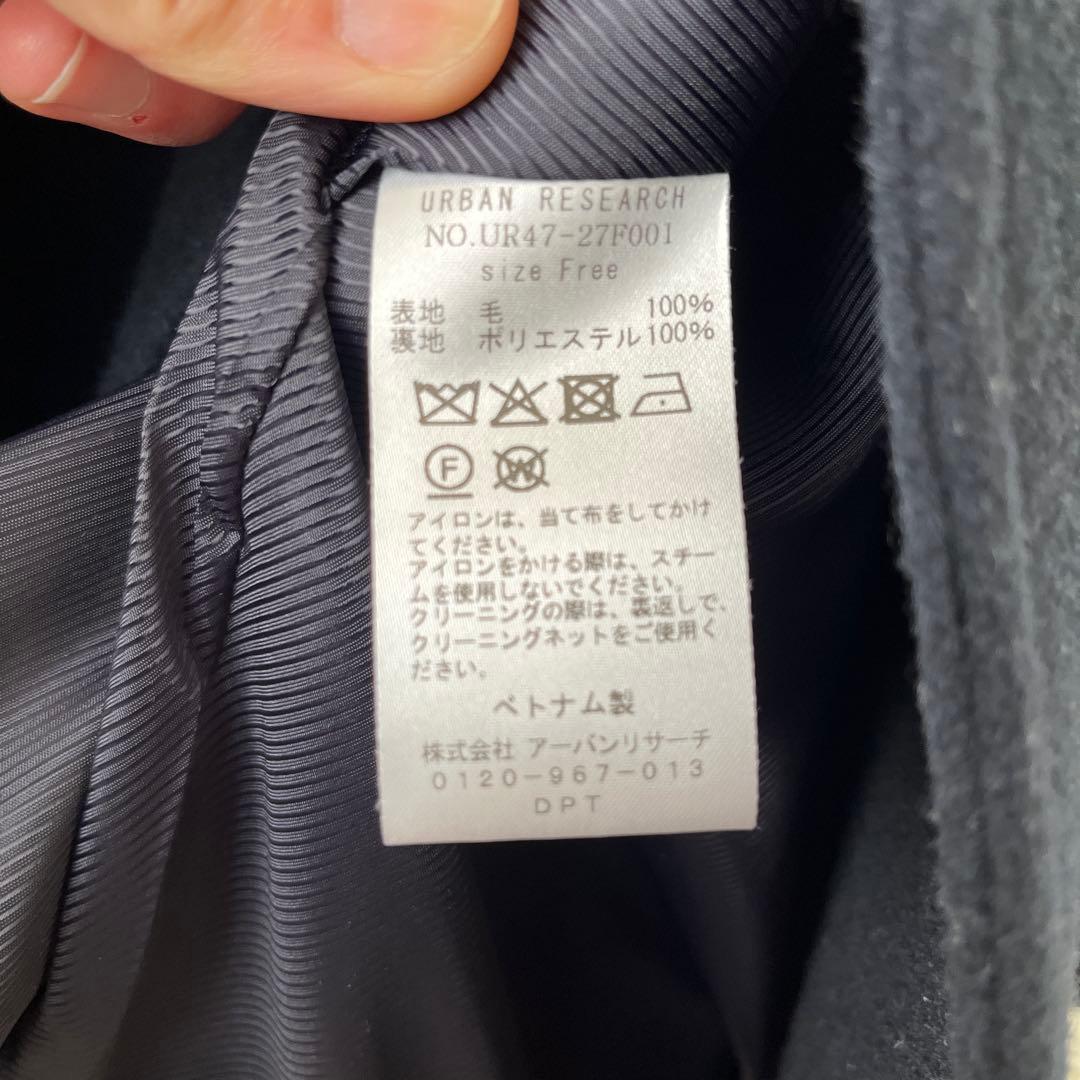 URBAN RESEARCH
NO.UR47-27F001
size Free
表地 毛 100%
裏地 ポリエステル100%
F
W
アイロンは、当て布をしてかけ
てください。
アイロンをかける際は、スチー
ムを使用しないでください。
クリーニングの際は、裏返しで、
クリーニングネットをご使用く
ださい。
ベトナム製
株式会社 アーバンリサーチ
0120-967-013
DPT